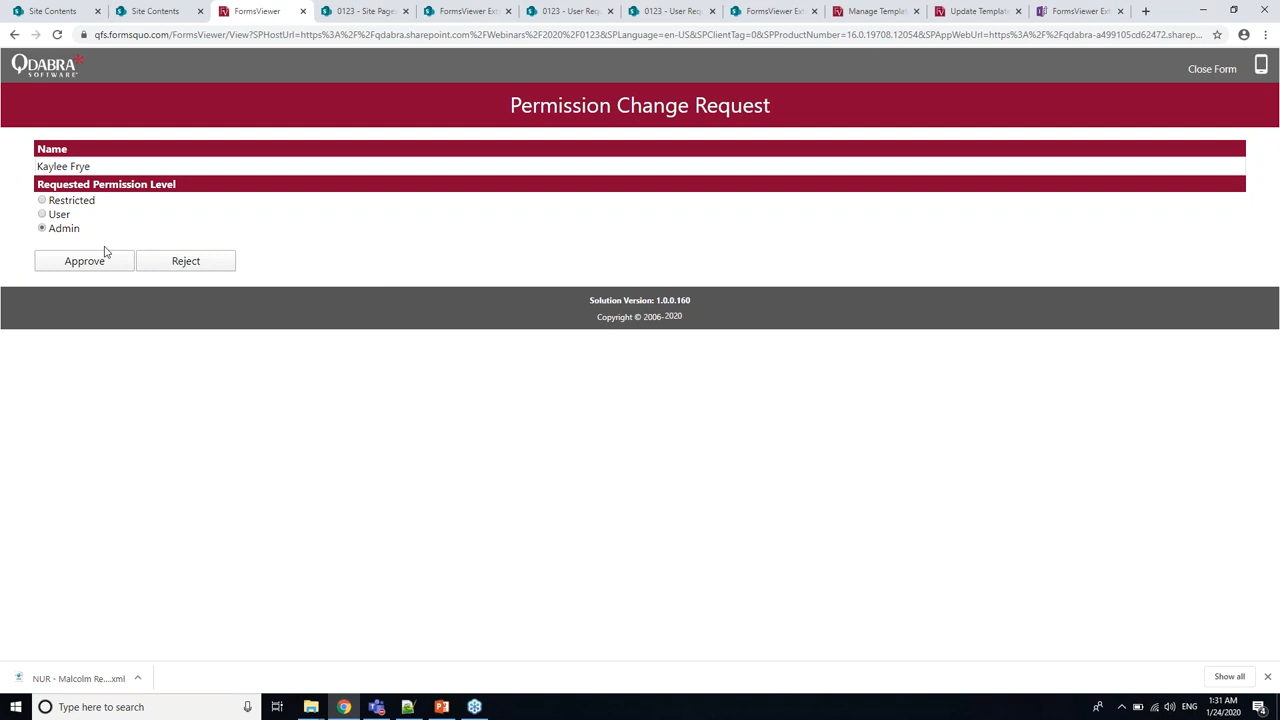 Site Contents
Site Contents
FormsViewer
0123 - Site Page
FormsViewer Ext
0123 - User Req
0123 - User Req
FormsViewer Ext
Manage Templat
Update Template
FormsViewer Ext
qfs.formsquo.com/FormsViewer/View?SPHostUrl=https%3A%2F%2Fqdabra.sharepoint.com%2FWebinars%2F2020%2F0123&SPLanguage=en-US&SPClientTag=0&SPProductNumber=16.0.19708.12054&SPAppWebUrl=https%3A%2F%2Fqdabra-a499105cd62472.sharep...
QDABRA
SOFTWARE
Close Form
Permission Change Request
Name
Kaylee Frye
Requested Permission Level
Restricted
User
Admin
Approve
Reject
Solution Version: 1.0.0.160
Copyright © 2006-2020
NUR - Malcolm Re....xml
Show all
Type here to search
ENG
1:31 AM
1/24/2020
4